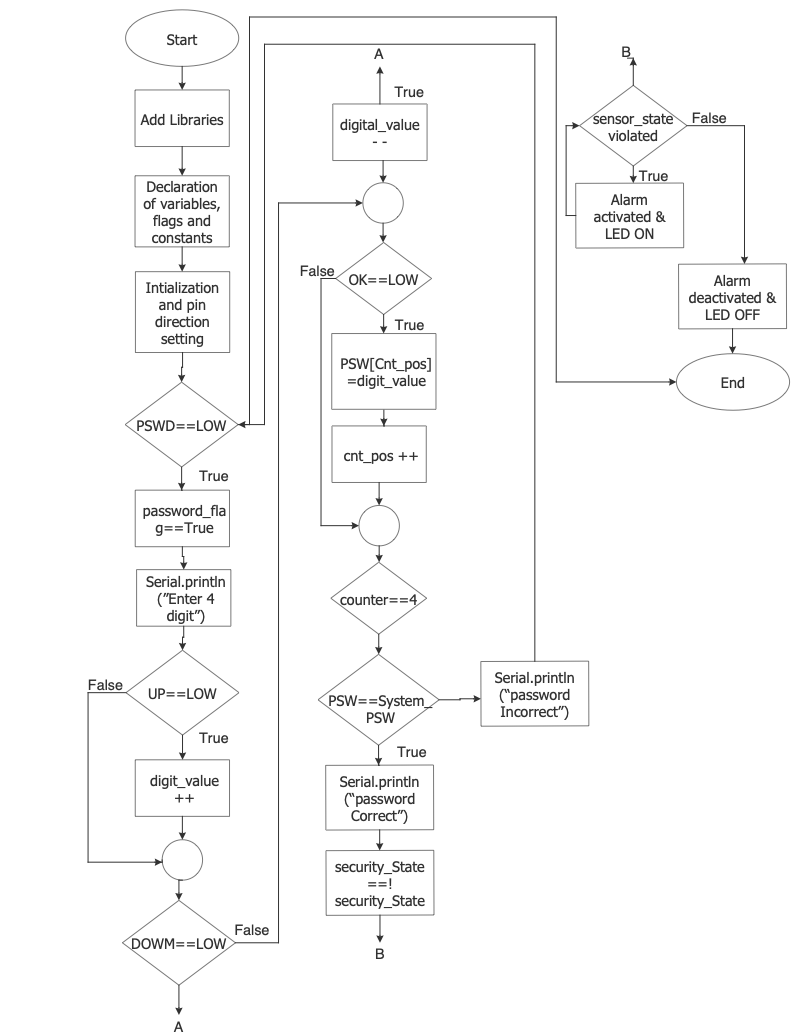 Start
Add Libraries
Declaration
of variables,
flags and
constants
Intialization
and pin
direction
setting
PSWD==LOW
True
password_fla
g==True
Serial.println
("Enter 4
digit")
UP==LOW
False
True
digit_value
++
DOWM==LOW
False
A
A
True
digital_value
- -
OK==LOW
False
True
PSW[Cnt_pos]
=digit_value
cnt_pos ++
counter==4
PSW==System_
PSW
True
Serial.println
("password
Incorrect")
Serial.println
("password
Correct")
security_State
==!
security_State
B
B
sensor_state
violated
False
True
Alarm
activated &
LED ON
Alarm
deactivated &
LED OFF
End